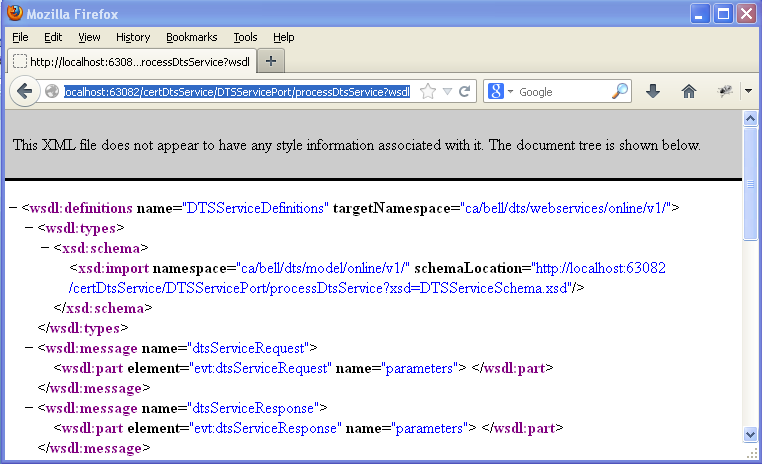 Mozilla Firefox
File Edit View History Bookmarks Tools Help
http://localhost:6308...rocessDtsService?wsdl
localhost:63082/certDtsService/DTSServicePort/processDtsService?wsdl
Google
This XML file does not appear to have any style information associated with it. The document tree is shown below.
− <wsdl:definitions name="DTSServiceDefinitions" targetNamespace="ca/bell/dts/webservices/online/v1/">
− <wsdl:types>
− <xsd:schema>
<xsd:import namespace="ca/bell/dts/model/online/v1/" schemaLocation="http://localhost:63082
/certDtsService/DTSServicePort/processDtsService?xsd=DTSServiceSchema.xsd"/>
</xsd:schema>
</wsdl:types>
− <wsdl:message name="dtsServiceRequest">
<wsdl:part element="evt:dtsServiceRequest" name="parameters"> </wsdl:part>
</wsdl:message>
− <wsdl:message name="dtsServiceResponse">
<wsdl:part element="evt:dtsServiceResponse" name="parameters"> </wsdl:part>
</wsdl:message>